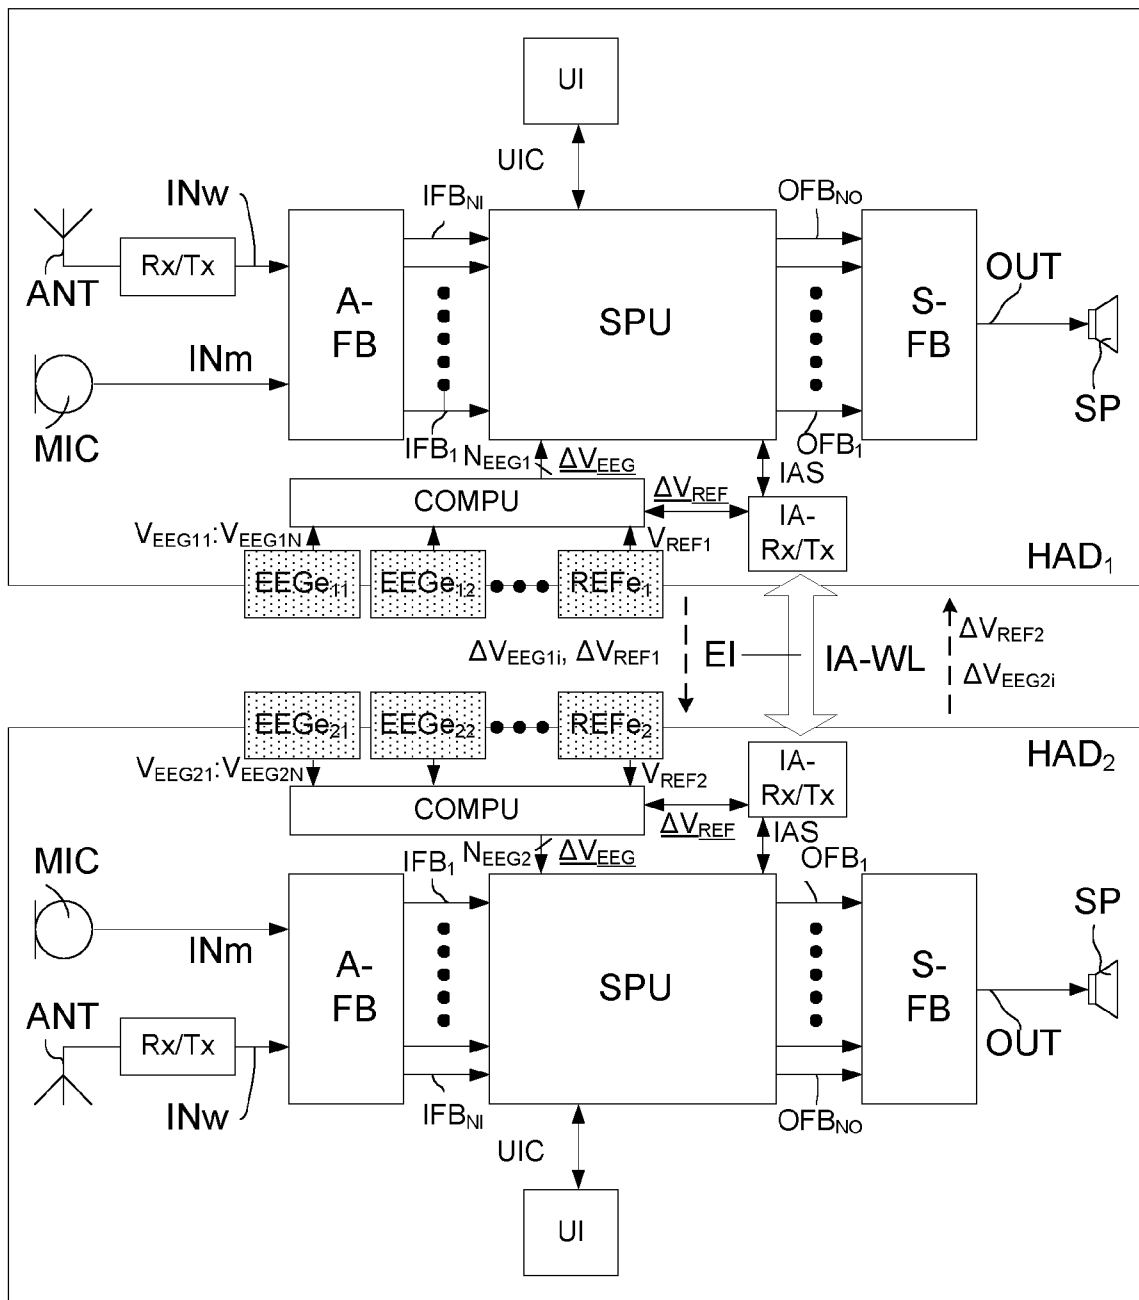 UI
UIC
INw
IFB_NI
OFB_NO
ANT
Rx/Tx
A-
FB
SPU
S-
FB
OUT
INm
MIC
SP
IFB_1
OFB_1
N_EEG1
ΔV_EEG
IAS
COMPU
ΔV_REF
IA-
Rx/Tx
V_EEG11:V_EEG1N
V_REF1
HAD_1
EEGe_11
EEGe_12
REFe_1
ΔV_EEG1i, ΔV_REF1
EI
IA-WL
ΔV_REF2
ΔV_EEG2i
EEGe_21
EEGe_22
REFe_2
HAD_2
V_EEG21:V_EEG2N
V_REF2
IA-
Rx/Tx
COMPU
ΔV_REF
IAS
N_EEG2
ΔV_EEG
MIC
IFB_1
OFB_1
SP
INm
A-
FB
SPU
S-
FB
ANT
Rx/Tx
OUT
INw
IFB_NI
OFB_NO
UIC
UI